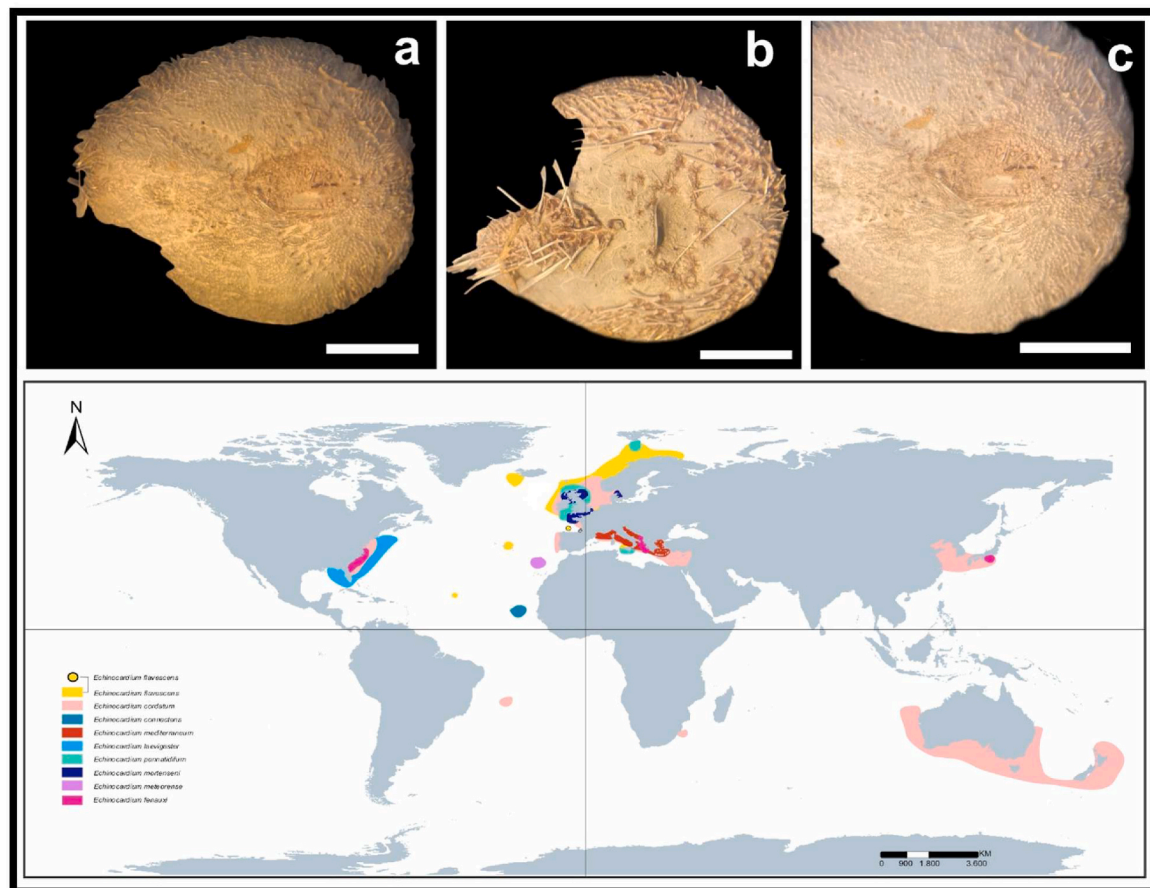 a
b
c
N
Echinocardium flavescens
Echinocardium flavescens
Echinocardium cordatum
Echinocardium connectens
Echinocardium mediterraneum
Echinocardium laevigaster
Echinocardium pennatifidum
Echinocardium mortenseni
Echinocardium meteorense
Echinocardium fenauxi
KM
0 900 1.800 3.600